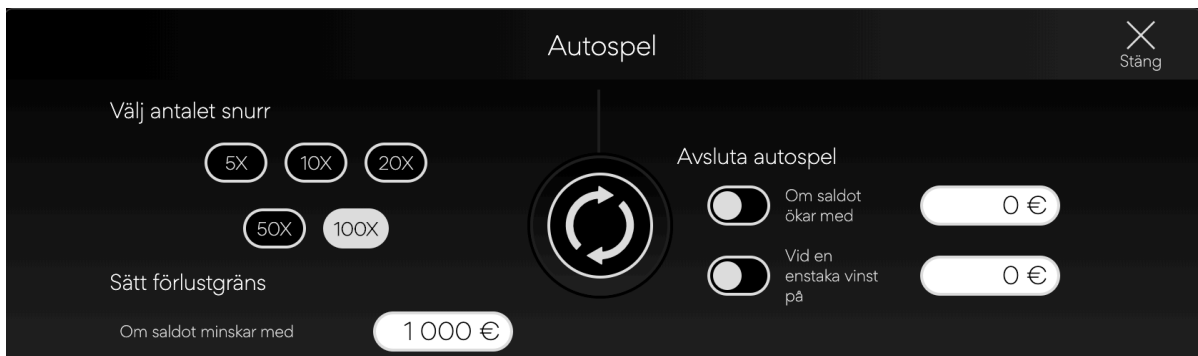 Autospel
Stäng
Välj antalet snurr
5X 10X 20X
50X 100X
Sätt förlustgräns
Om saldot minskar med 1 000 €
Avsluta autospel
Om saldot
ökar med
0 €
Vid en
enstaka vinst
på
0 €